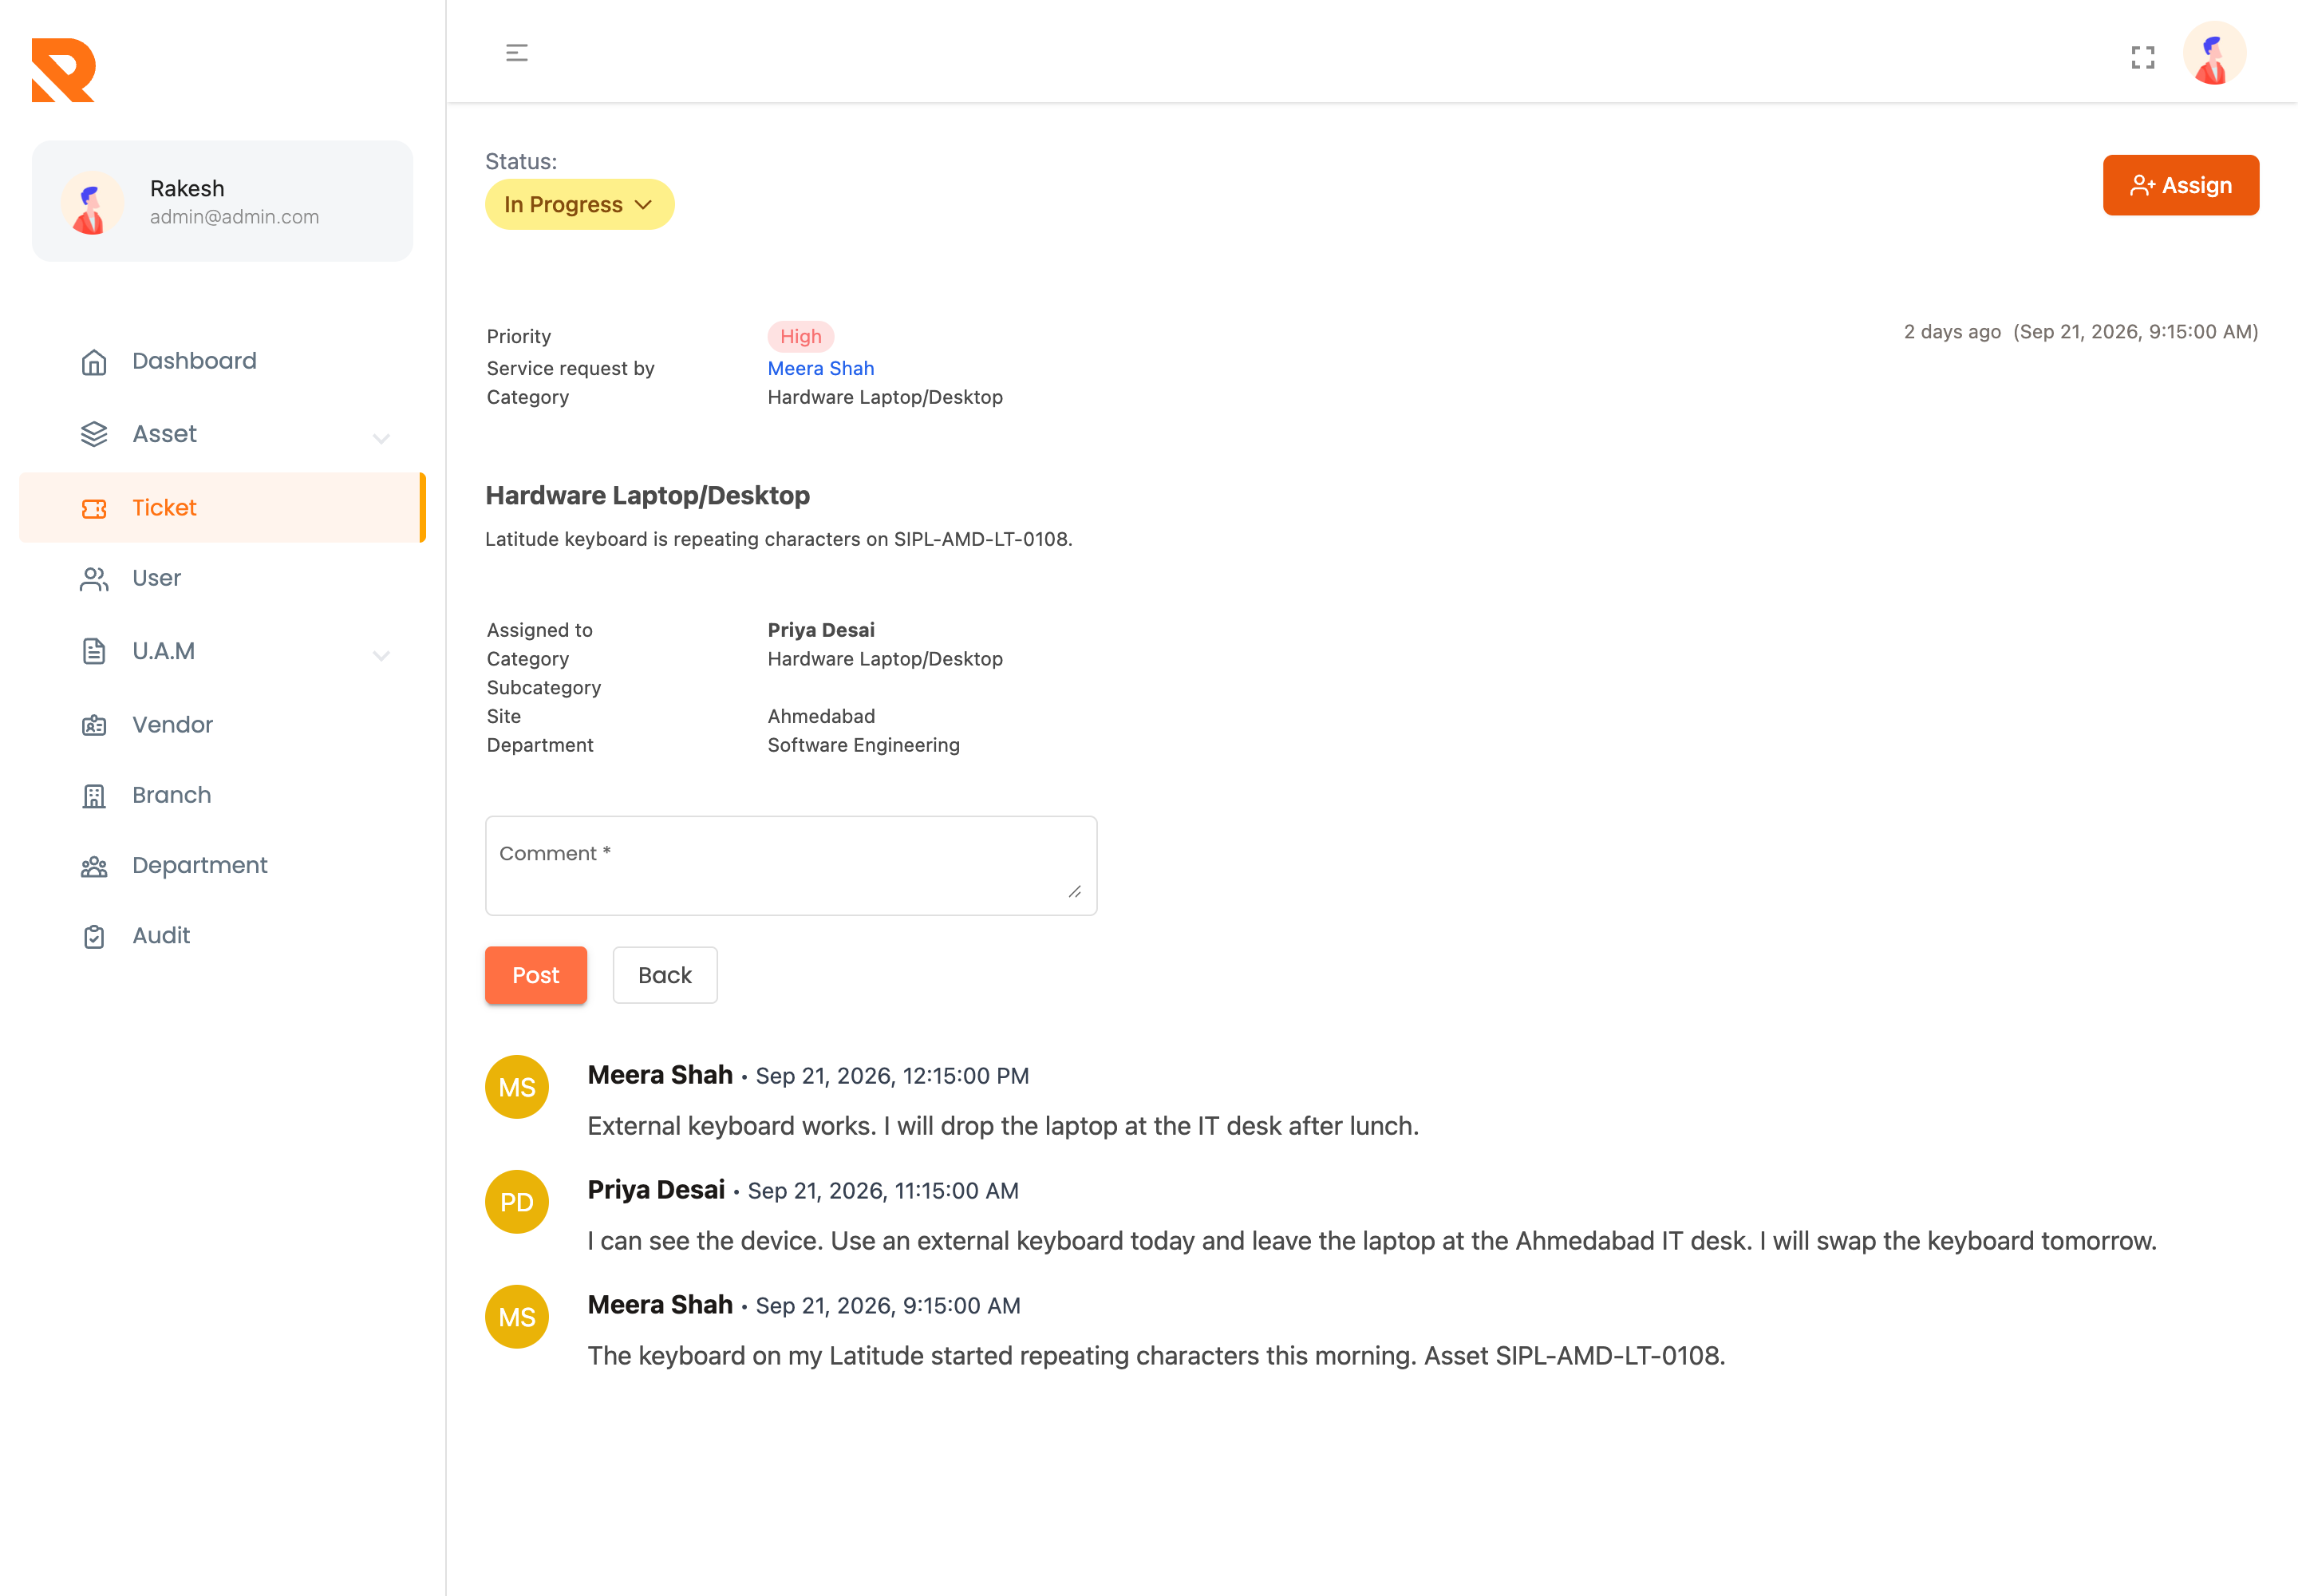 Rakesh
admin@admin.com
Dashboard
Asset
Ticket
User
U.A.M
Vendor
Branch
Department
Audit
Status:
In Progress
Assign
Priority High
2 days ago (Sep 21, 2026, 9:15:00 AM)
Service request by Meera Shah
Category Hardware Laptop/Desktop
Hardware Laptop/Desktop
Latitude keyboard is repeating characters on SIPL-AMD-LT-0108.
Assigned to Priya Desai
Category Hardware Laptop/Desktop
Subcategory
Site Ahmedabad
Department Software Engineering
Comment *
Post Back
MS
Meera Shah • Sep 21, 2026, 12:15:00 PM
External keyboard works. I will drop the laptop at the IT desk after lunch.
PD
Priya Desai • Sep 21, 2026, 11:15:00 AM
I can see the device. Use an external keyboard today and leave the laptop at the Ahmedabad IT desk. I will swap the keyboard tomorrow.
MS
Meera Shah • Sep 21, 2026, 9:15:00 AM
The keyboard on my Latitude started repeating characters this morning. Asset SIPL-AMD-LT-0108.